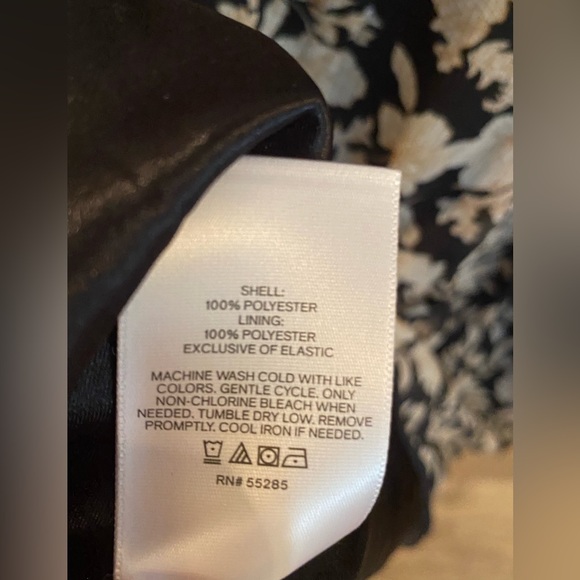 SHELL:
100% POLYESTER
LINING:
100% POLYESTER
EXCLUSIVE OF ELASTIC
MACHINE WASH COLD WITH LIKE
COLORS. GENTLE CYCLE. ONLY
NON-CHLORINE BLEACH WHEN
NEEDED. TUMBLE DRY LOW. REMOVE
PROMPTLY. COOL IRON IF NEEDED.
RN# 55285